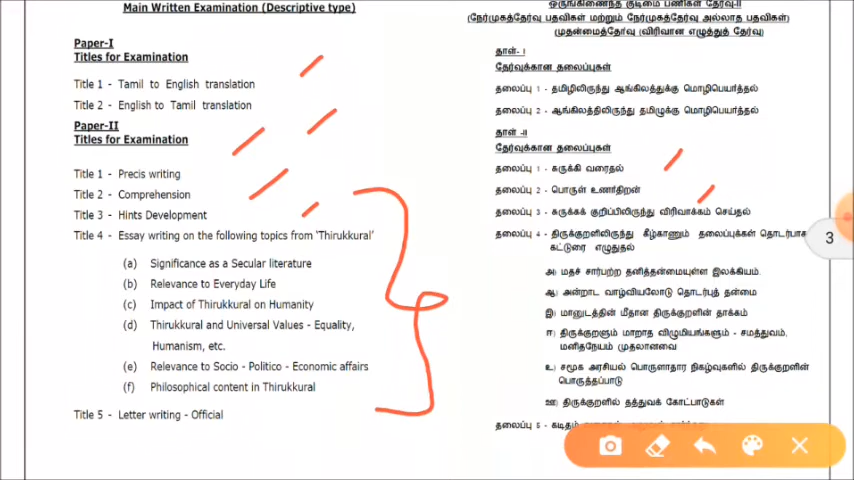 Main Written Examination (Descriptive type)
Paper-I
Titles for Examination
Title 1 - Tamil to English translation
Title 2 - English to Tamil translation
Paper-II
Titles for Examination
Title 1 - Precis writing
Title 2 - Comprehension
Title 3 - Hints Development
Title 4 - Essay writing on the following topics from 'Thirukkural'
(a) Significance as a Secular literature
(b) Relevance to Everyday Life
(c) Impact of Thirukkural on Humanity
(d) Thirukkural and Universal Values - Equality,
Humanism, etc.
(e) Relevance to Socio - Politico - Economic affairs
(f) Philosophical content in Thirukkural
Title 5 - Letter writing - Official
ஒருங்கிணைந்த குடிமைப் பணிகள் தேர்வு-II
(நேர்முகத்தேர்வு பதவிகள் மற்றும் நேர்முகத்தேர்வு அல்லாத பதவிகள்)
முதன்மைத்தேர்வு (விரிவான எழுத்துத் தேர்வு)
தாள்- I
தேர்வுக்கான தலைப்புகள்
தலைப்பு 1 - தமிழிலிருந்து ஆங்கிலத்துக்கு மொழிபெயர்த்தல்
தலைப்பு 2 - ஆங்கிலத்திலிருந்து தமிழுக்கு மொழிபெயர்த்தல்
தாள் -II
தேர்வுக்கான தலைப்புகள்
தலைப்பு 1 - சுருக்கி வரைதல்
தலைப்பு 2 - பொருள் உணர்திறன்
தலைப்பு 3 - சுருக்கக் குறிப்பிலிருந்து விரிவாக்கம் செய்தல்
தலைப்பு 4 - திருக்குறளிலிருந்து கீழ்காணும் தலைப்புக்கள் தொடர்பாக
கட்டுரை எழுதுதல்
அ) மதச் சார்பற்ற தனித்தன்மையுள்ள இலக்கியம்.
ஆ) அன்றாட வாழ்வியலோடு தொடர்புத் தன்மை
இ) மானுடத்தின் மீதான திருக்குறளின் தாக்கம்
ஈ) திருக்குறளும் மாறாத விழுமியங்களும் - சமத்துவம்,
மனிதநேயம் முதலானவை
உ) சமூக அரசியல் பொருளாதார நிகழ்வுகளில் திருக்குறளின்
பொருத்தப்பாடு
ஊ) திருக்குறளில் தத்துவக் கோட்பாடுகள்
தலைப்பு 5 - கடிதம்
3